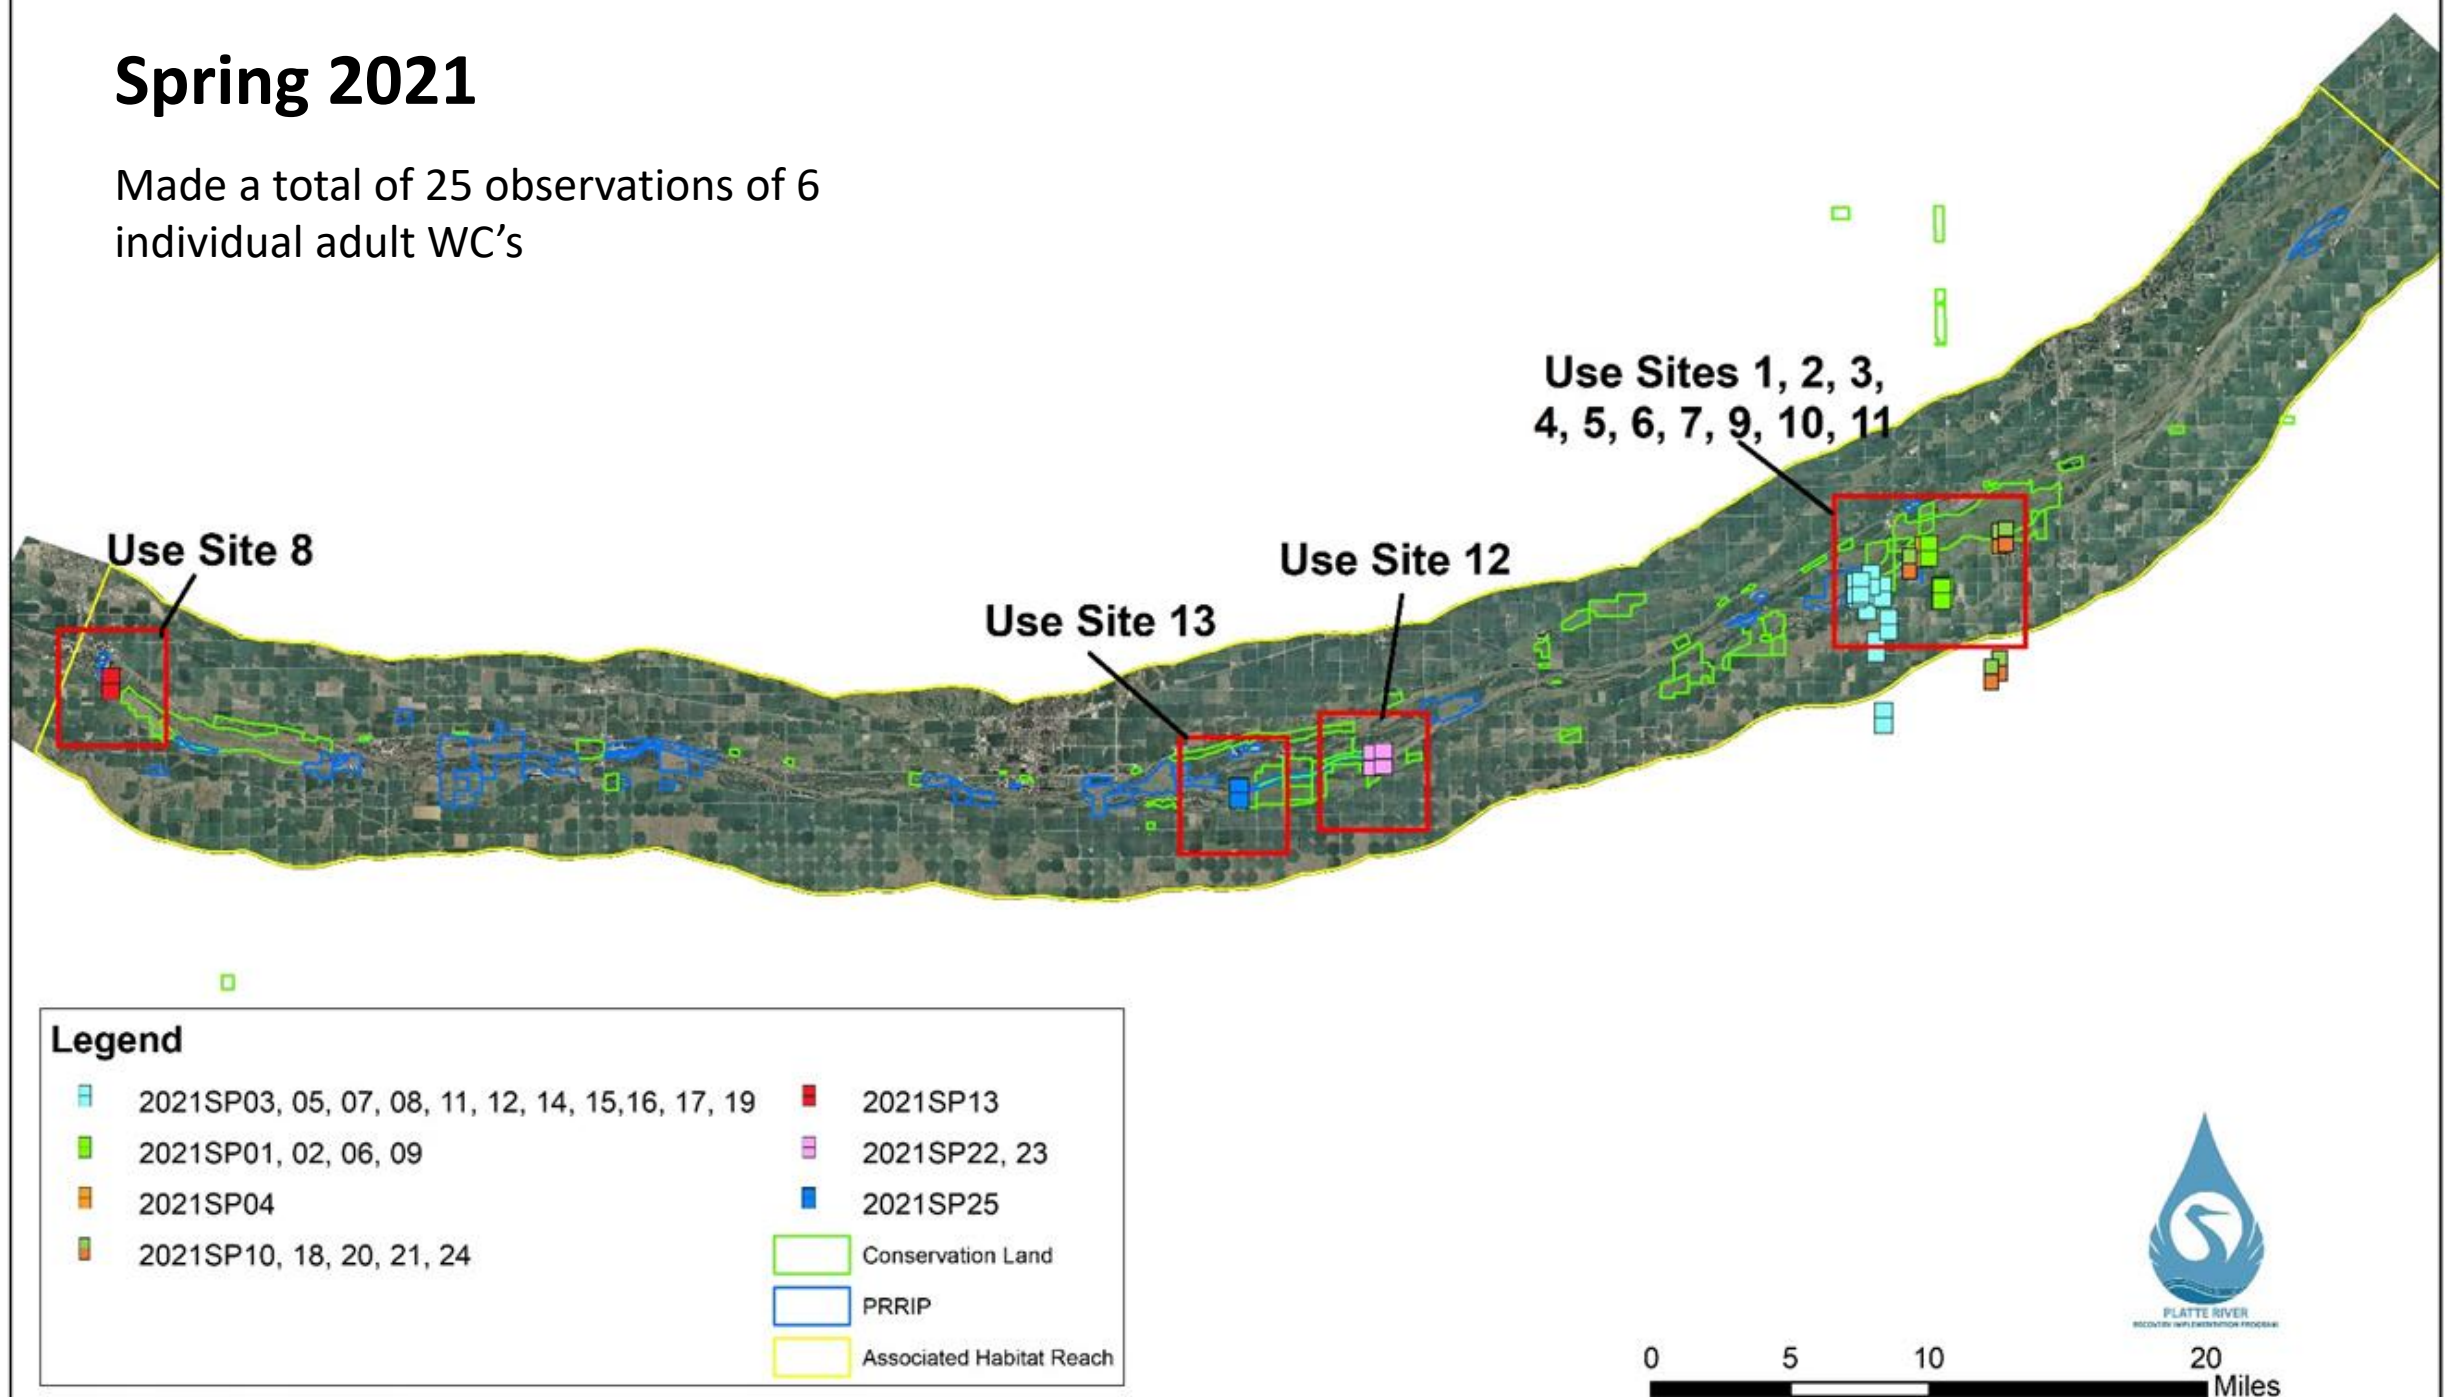 Spring 2021
Made a total of 25 observations of 6
individual adult WC’s
Use Sites 1, 2, 3,
4, 5, 6, 7, 9, 10, 11
Use Site 8
Use Site 12
Use Site 13
Legend
2021SP03, 05, 07, 08, 11, 12, 14, 15,16, 17, 19
2021SP01, 02, 06, 09
2021SP04
2021SP10, 18, 20, 21, 24
2021SP13
2021SP22, 23
2021SP25
Conservation Land
PRRIP
Associated Habitat Reach
PLATTE RIVER
RECOVERY IMPLEMENTATION PROGRAM
0 5 10 20
Miles